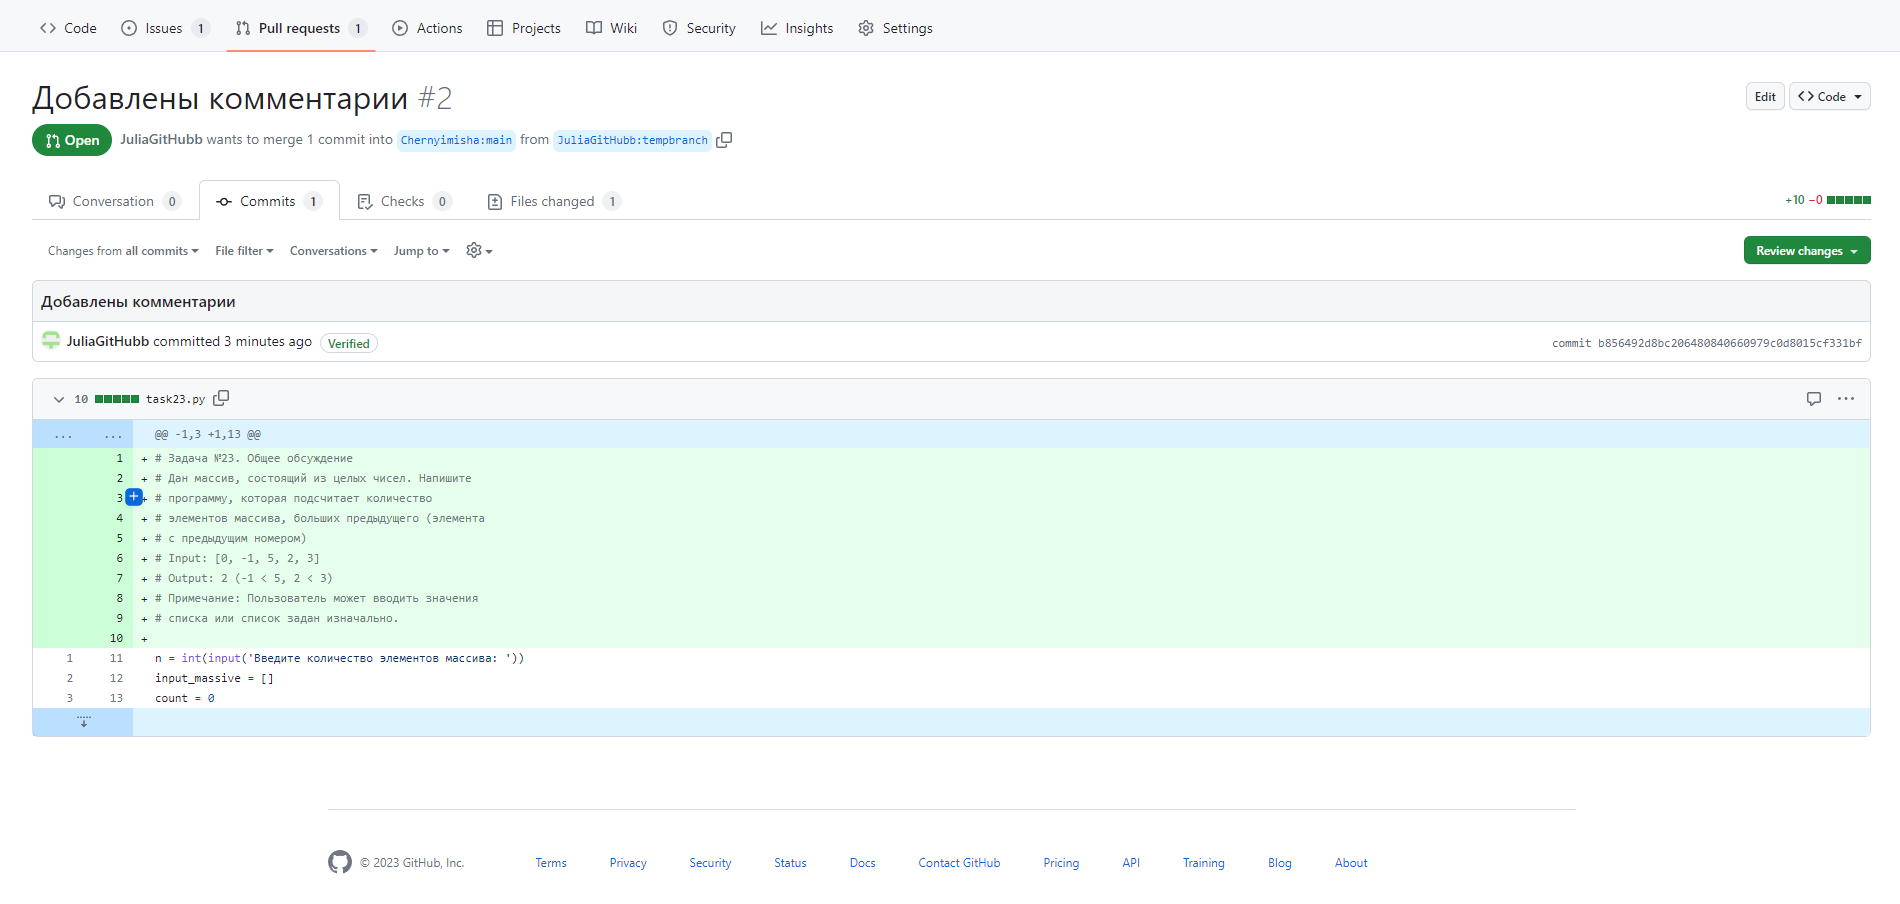 Code Issues 1 Pull requests 1 Actions Projects Wiki Security Insights Settings
Добавлены комментарии #2
Edit Code
Open JuliaGitHubb wants to merge 1 commit into Chernyimisha:main from JuliaGitHubb:tempbranch
Conversation 0 Commits 1 Checks 0 Files changed 1 +10 −0
Changes from all commits File filter Conversations Jump to Review changes
Добавлены комментарии
JuliaGitHubb committed 3 minutes ago Verified commit b856492d8bc206480840660979c0d8015cf331bf
10 task23.py
... ... @@ -1,3 +1,13 @@
1 + # Задача №23. Общее обсуждение
2 + # Дан массив, состоящий из целых чисел. Напишите
3 + # программу, которая подсчитает количество
4 + # элементов массива, больших предыдущего (элемента
5 + # с предыдущим номером)
6 + # Input: [0, -1, 5, 2, 3]
7 + # Output: 2 (-1 < 5, 2 < 3)
8 + # Примечание: Пользователь может вводить значения
9 + # списка или список задан изначально.
10 +
1 11 n = int(input('Введите количество элементов массива: '))
2 12 input_massive = []
3 13 count = 0
© 2023 GitHub, Inc. Terms Privacy Security Status Docs Contact GitHub Pricing API Training Blog About